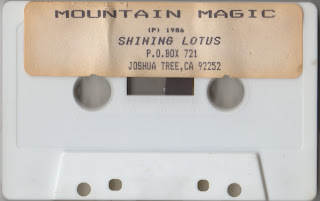 MOUNTAIN MAGIC
(P) 1986
SHINING LOTUS
P.O.BOX 721
JOSHUA TREE,CA 92252